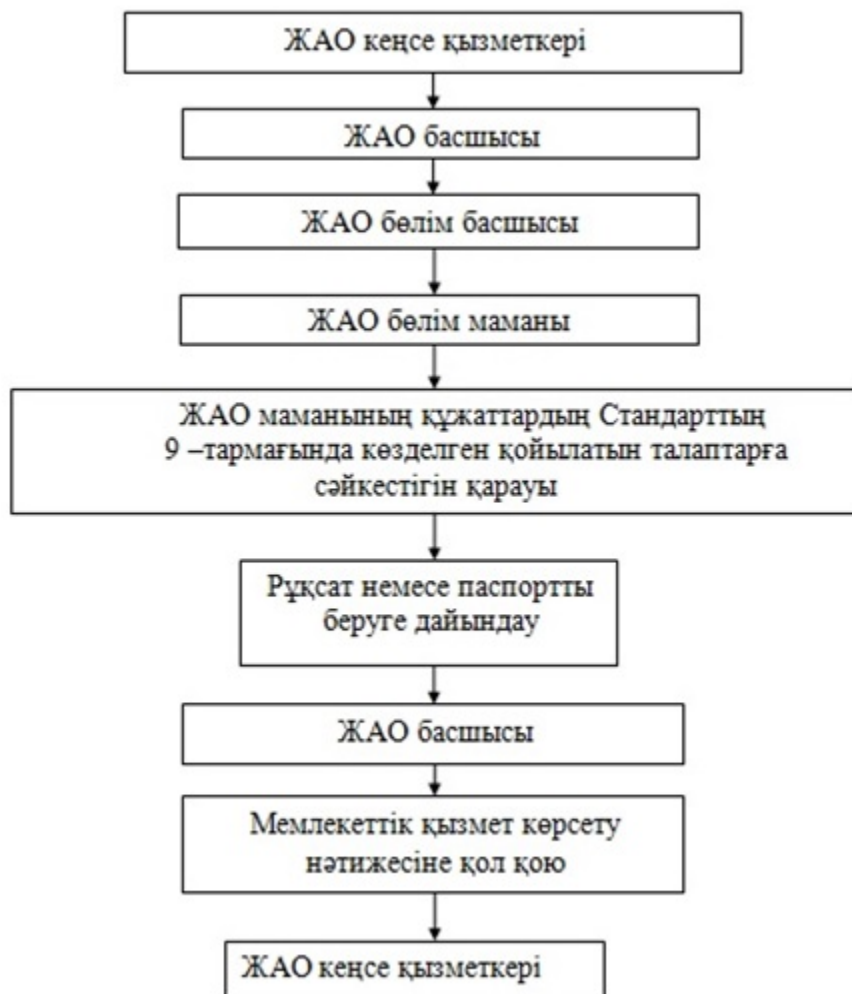 ЖАО кеңсе қызметкері
ЖАО басшысы
ЖАО бөлім басшысы
ЖАО бөлім маманы
ЖАО маманының құжаттардың Стандарттың
9 –тармағында көзделген қойылатын талаптарға
сәйкестігін қарауы
Рұқсат немесе паспортты
беруге дайындау
ЖАО басшысы
Мемлекеттік қызмет көрсету
нәтижесіне қол қою
ЖАО кеңсе қызметкері